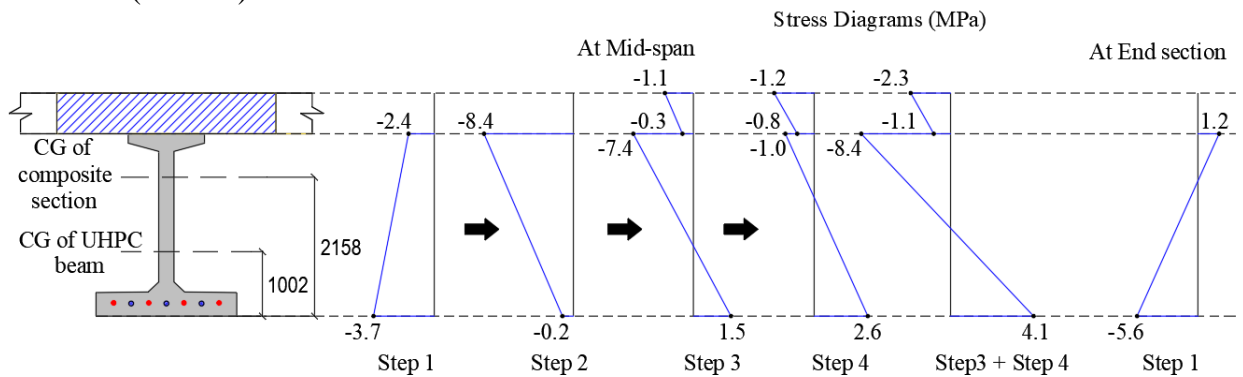 Stress Diagrams (MPa)
At Mid-span
At End section
-1.1
-1.2
-2.3
-2.4
-8.4
-0.3
-0.8
-1.1
1.2
-7.4
-1.0
-8.4
CG of
composite
section
CG of UHPC
beam
2158
1002
-3.7
-0.2
1.5
2.6
4.1
-5.6
Step 1
Step 2
Step 3
Step 4
Step3 + Step 4
Step 1